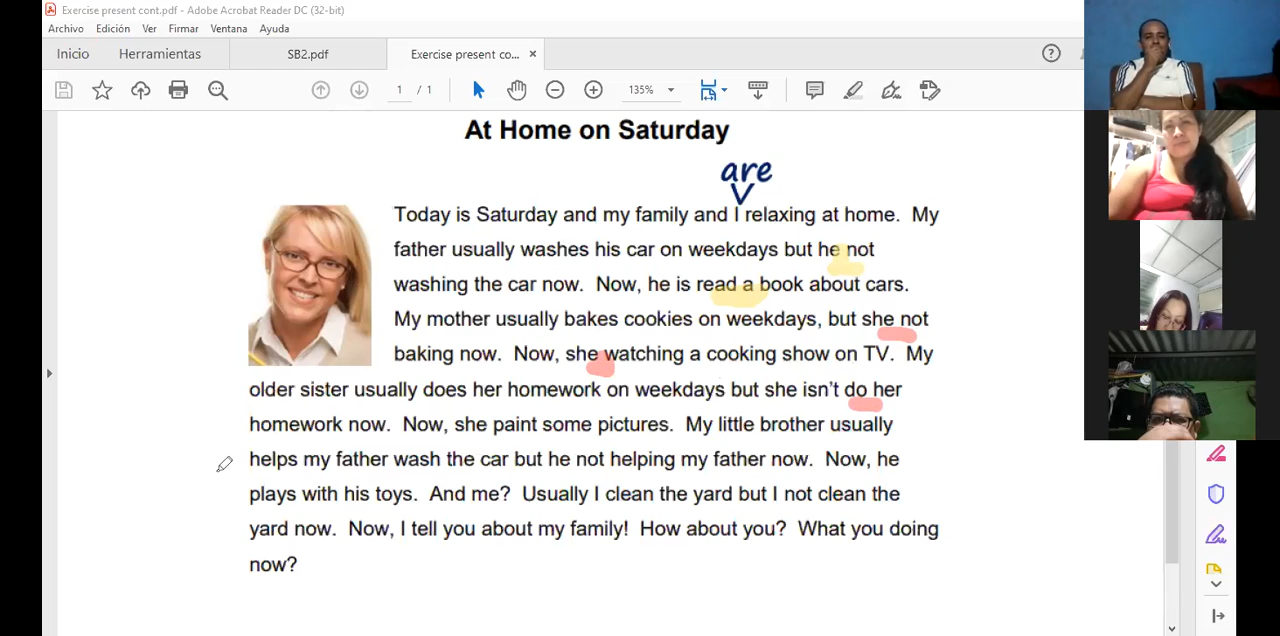 Exercise present cont.pdf - Adobe Acrobat Reader DC (32-bit)
Archivo Edición Ver Firmar Ventana Ayuda
Inicio Herramientas SB2.pdf Exercise present co... ×
1 / 1 135%
At Home on Saturday
are
Today is Saturday and my family and I relaxing at home. My
father usually washes his car on weekdays but he not
washing the car now. Now, he is read a book about cars.
My mother usually bakes cookies on weekdays, but she not
baking now. Now, she watching a cooking show on TV. My
older sister usually does her homework on weekdays but she isn't do her
homework now. Now, she paint some pictures. My little brother usually
helps my father wash the car but he not helping my father now. Now, he
plays with his toys. And me? Usually I clean the yard but I not clean the
yard now. Now, I tell you about my family! How about you? What you doing
now?